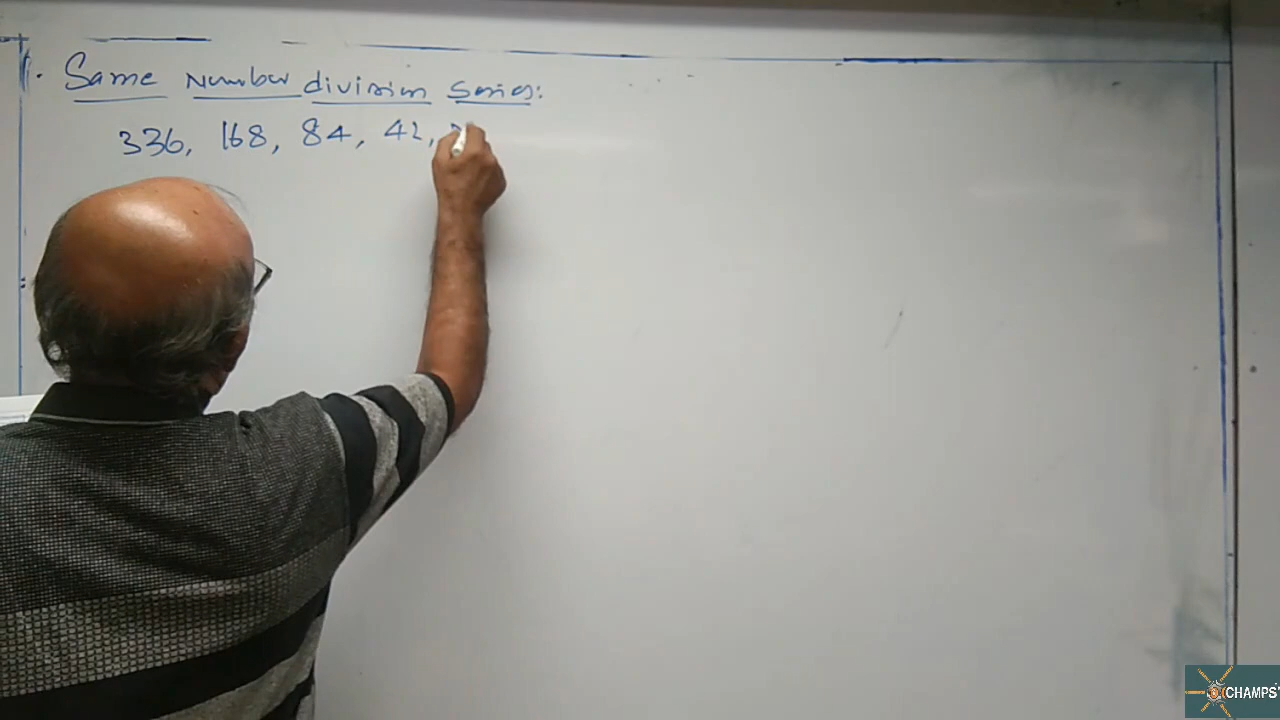 1. Same Number division Series:
336, 168, 84, 42,
CHAMPS